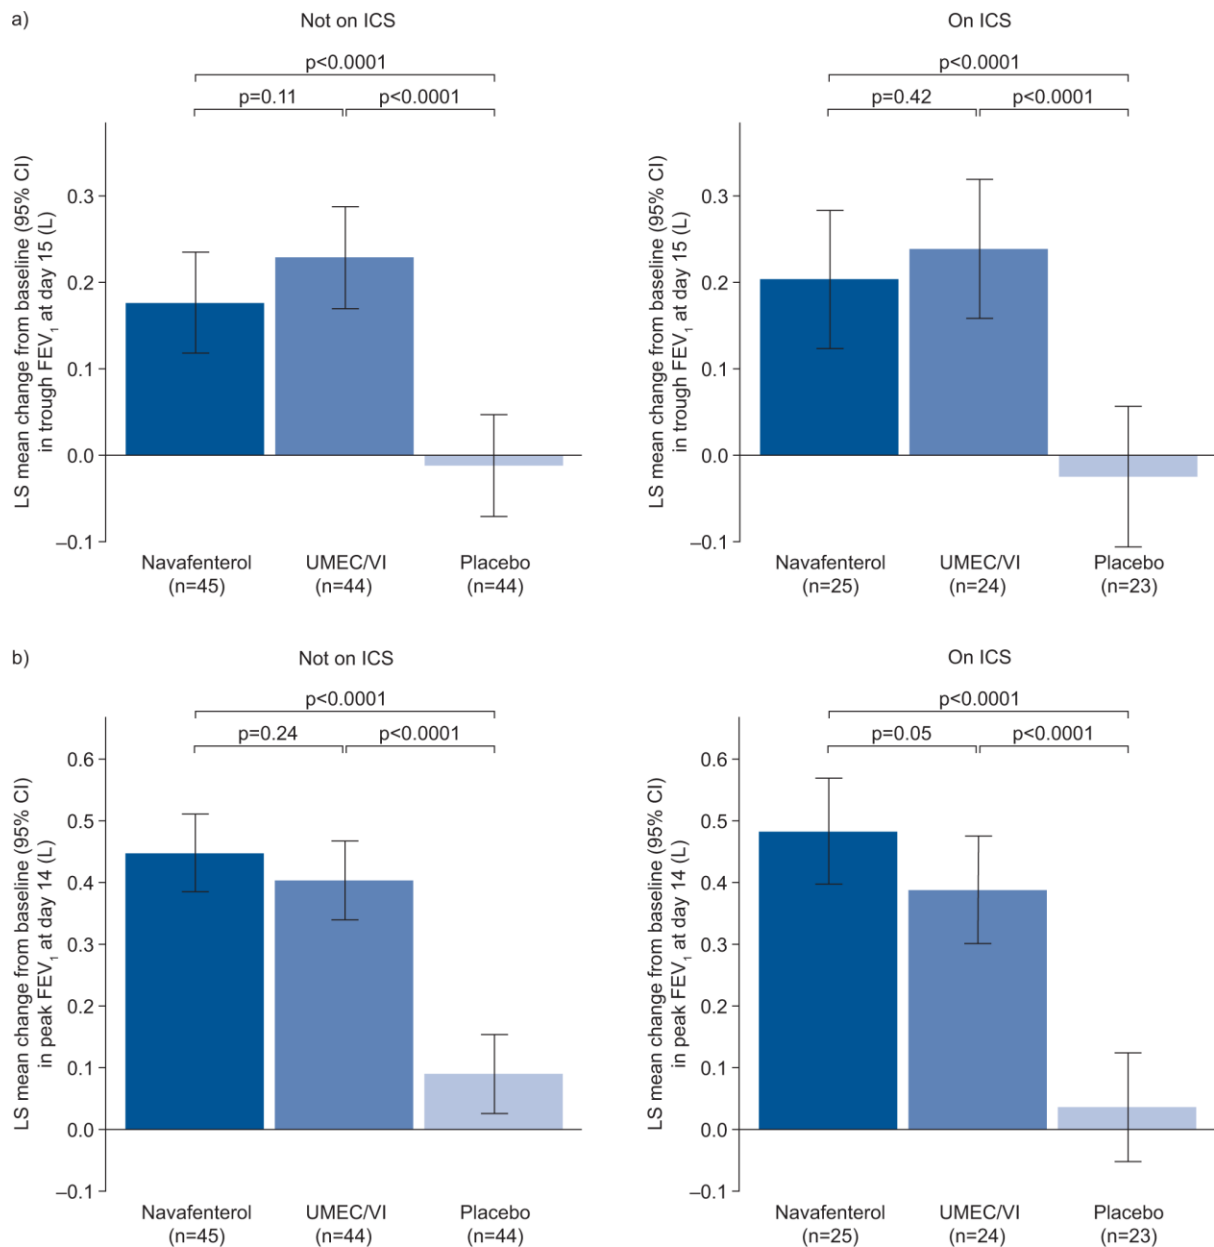 a)
Not on ICS
p<0.0001
p=0.11
p<0.0001
LS mean change from baseline (95% CI)
in trough FEV₁ at day 15 (L)
0.3
0.2
0.1
0.0
–0.1
Navafenterol
(n=45)
UMEC/VI
(n=44)
Placebo
(n=44)
On ICS
p<0.0001
p=0.42
p<0.0001
LS mean change from baseline (95% CI)
in trough FEV₁ at day 15 (L)
0.3
0.2
0.1
0.0
–0.1
Navafenterol
(n=25)
UMEC/VI
(n=24)
Placebo
(n=23)
b)
Not on ICS
p<0.0001
p=0.24
p<0.0001
LS mean change from baseline (95% CI)
in peak FEV₁ at day 14 (L)
0.6
0.5
0.4
0.3
0.2
0.1
0.0
–0.1
Navafenterol
(n=45)
UMEC/VI
(n=44)
Placebo
(n=44)
On ICS
p<0.0001
p=0.05
p<0.0001
LS mean change from baseline (95% CI)
in peak FEV₁ at day 14 (L)
0.6
0.5
0.4
0.3
0.2
0.1
0.0
–0.1
Navafenterol
(n=25)
UMEC/VI
(n=24)
Placebo
(n=23)